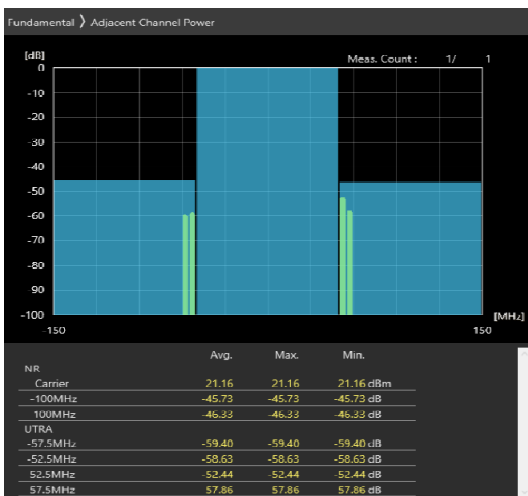 Fundamental ❯ Adjacent Channel Power
[dB]
Meas. Count : 1/ 1
0
-10
-20
-30
-40
-50
-60
-70
-80
90
-100
[MHz]
-150 150
Avg. Max. Min.
NR
Carrier 21.16 21.16 21.16 dBm
-100MHz -45.73 -45.73 -45.73 dB
100MHz -46.33 -46.33 -46.33 dB
UTRA
-57.5MHz -59.40 -59.40 -59.40 dB
-52.5MHz -58.63 -58.63 -58.63 dB
52.5MHz -52.44 -52.44 -52.44 dB
57.5MHz 57.86 57.86 57.86 dB